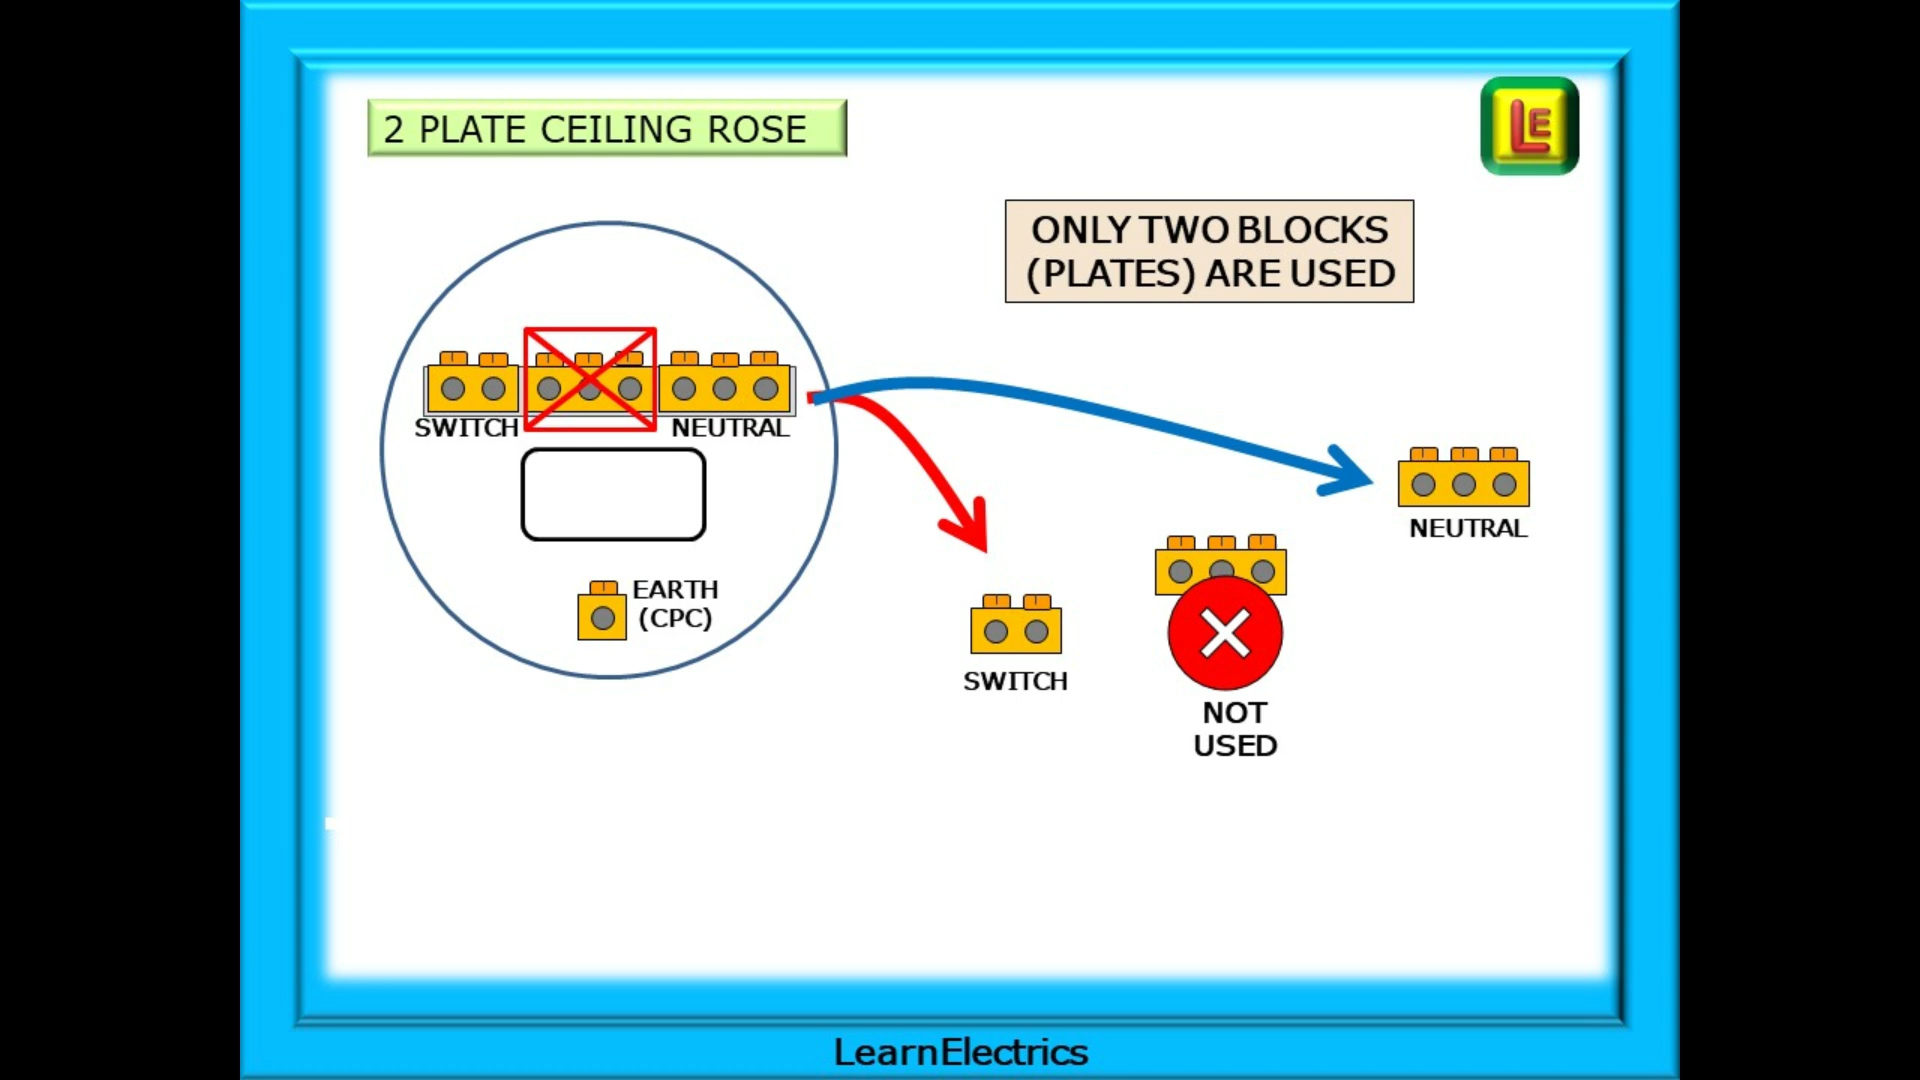 2 PLATE CEILING ROSE
LE
ONLY TWO BLOCKS
(PLATES) ARE USED
SWITCH
NEUTRAL
EARTH
(CPC)
NEUTRAL
SWITCH
NOT
USED
LearnElectrics